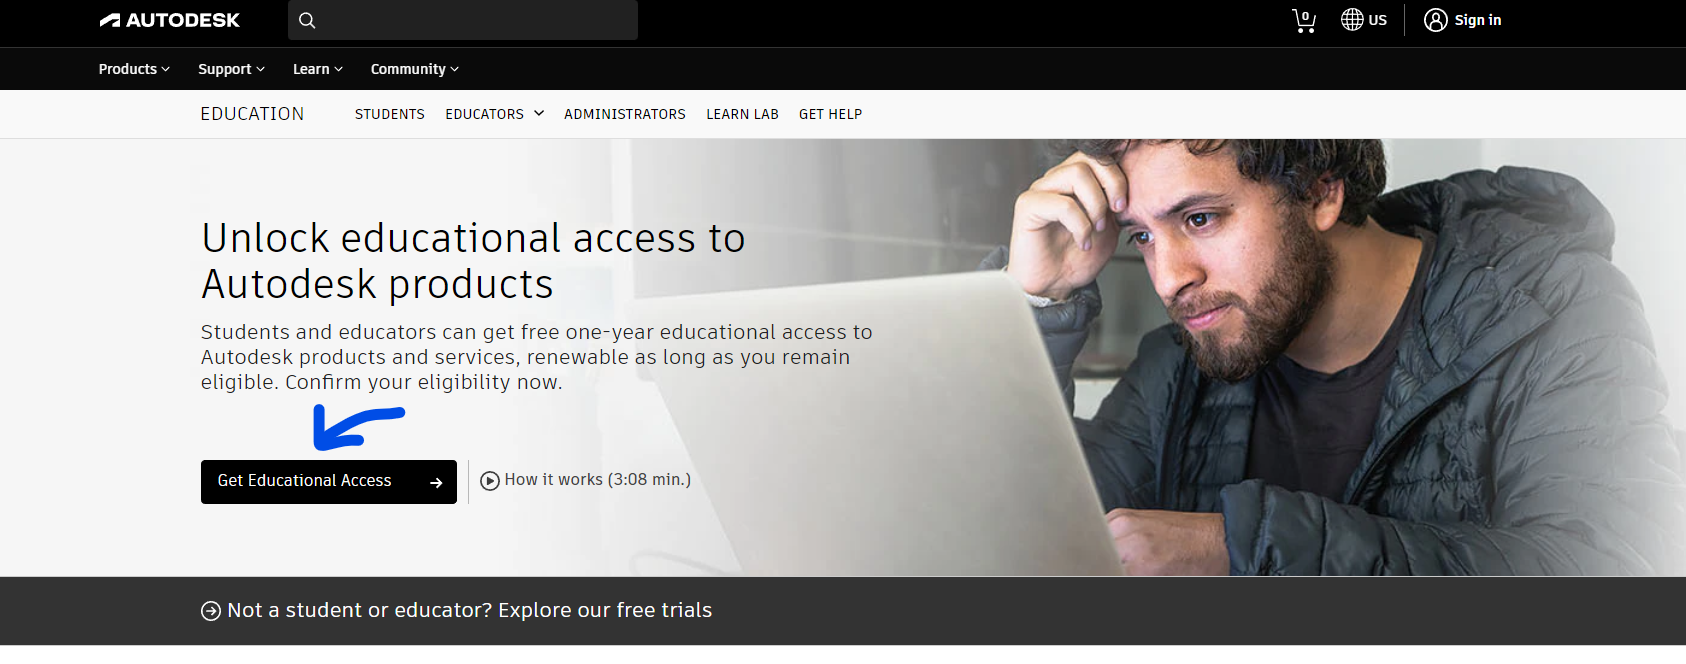 AUTODESK
0
US
Sign in
Products
Support
Learn
Community
EDUCATION
STUDENTS
EDUCATORS
ADMINISTRATORS
LEARN LAB
GET HELP
Unlock educational access to
Autodesk products
Students and educators can get free one-year educational access to
Autodesk products and services, renewable as long as you remain
eligible. Confirm your eligibility now.
Get Educational Access
How it works (3:08 min.)
Not a student or educator? Explore our free trials